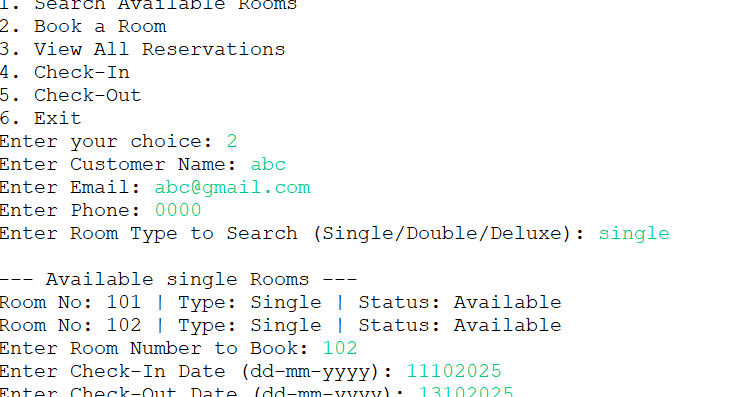 1. Search Available Rooms
2. Book a Room
3. View All Reservations
4. Check-In
5. Check-Out
6. Exit
Enter your choice: 2
Enter Customer Name: abc
Enter Email: abc@gmail.com
Enter Phone: 0000
Enter Room Type to Search (Single/Double/Deluxe): single
--- Available single Rooms ---
Room No: 101 | Type: Single | Status: Available
Room No: 102 | Type: Single | Status: Available
Enter Room Number to Book: 102
Enter Check-In Date (dd-mm-yyyy): 11102025
Enter Check-Out Date (dd-mm-yyyy): 13102025